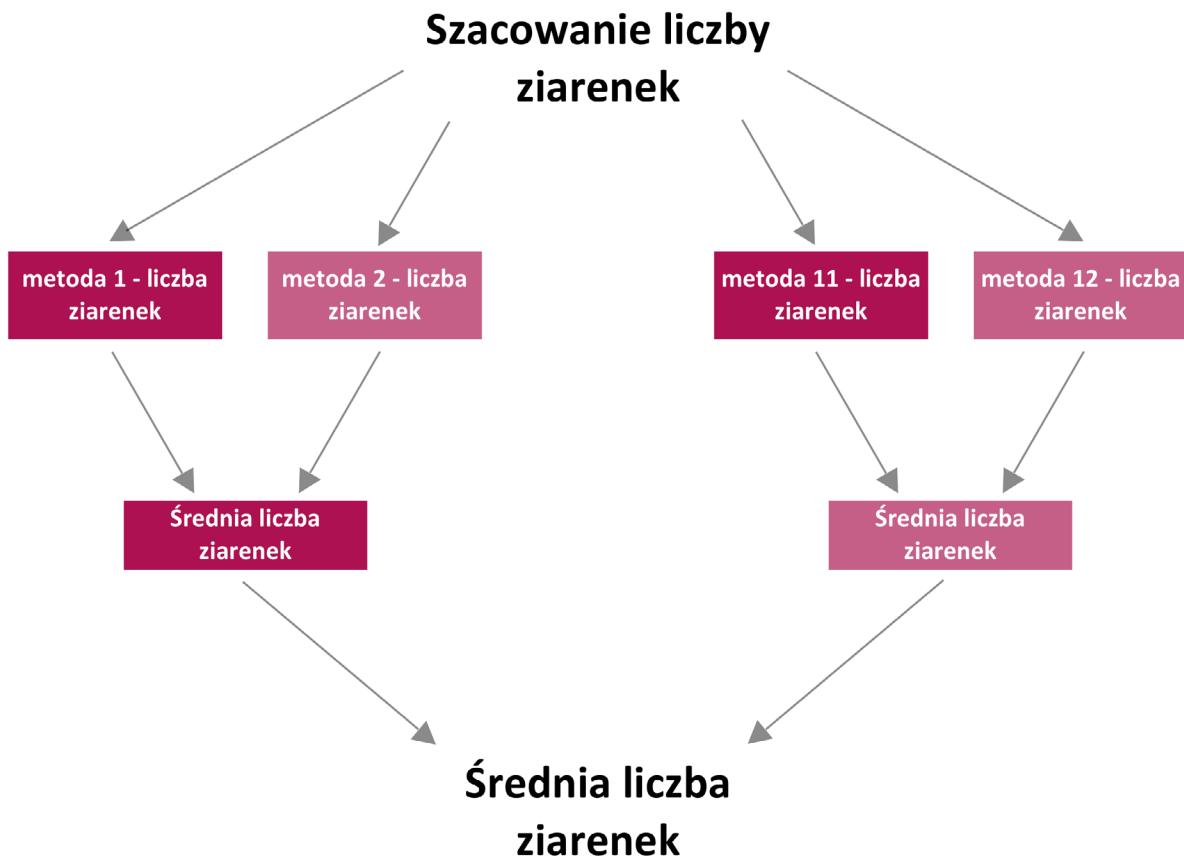 Szacowanie liczby
ziarenek
metoda 1 - liczba
ziarenek
metoda 2 - liczba
ziarenek
metoda 11 - liczba
ziarenek
metoda 12 - liczba
ziarenek
Średnia liczba
ziarenek
Średnia liczba
ziarenek
Średnia liczba
ziarenek